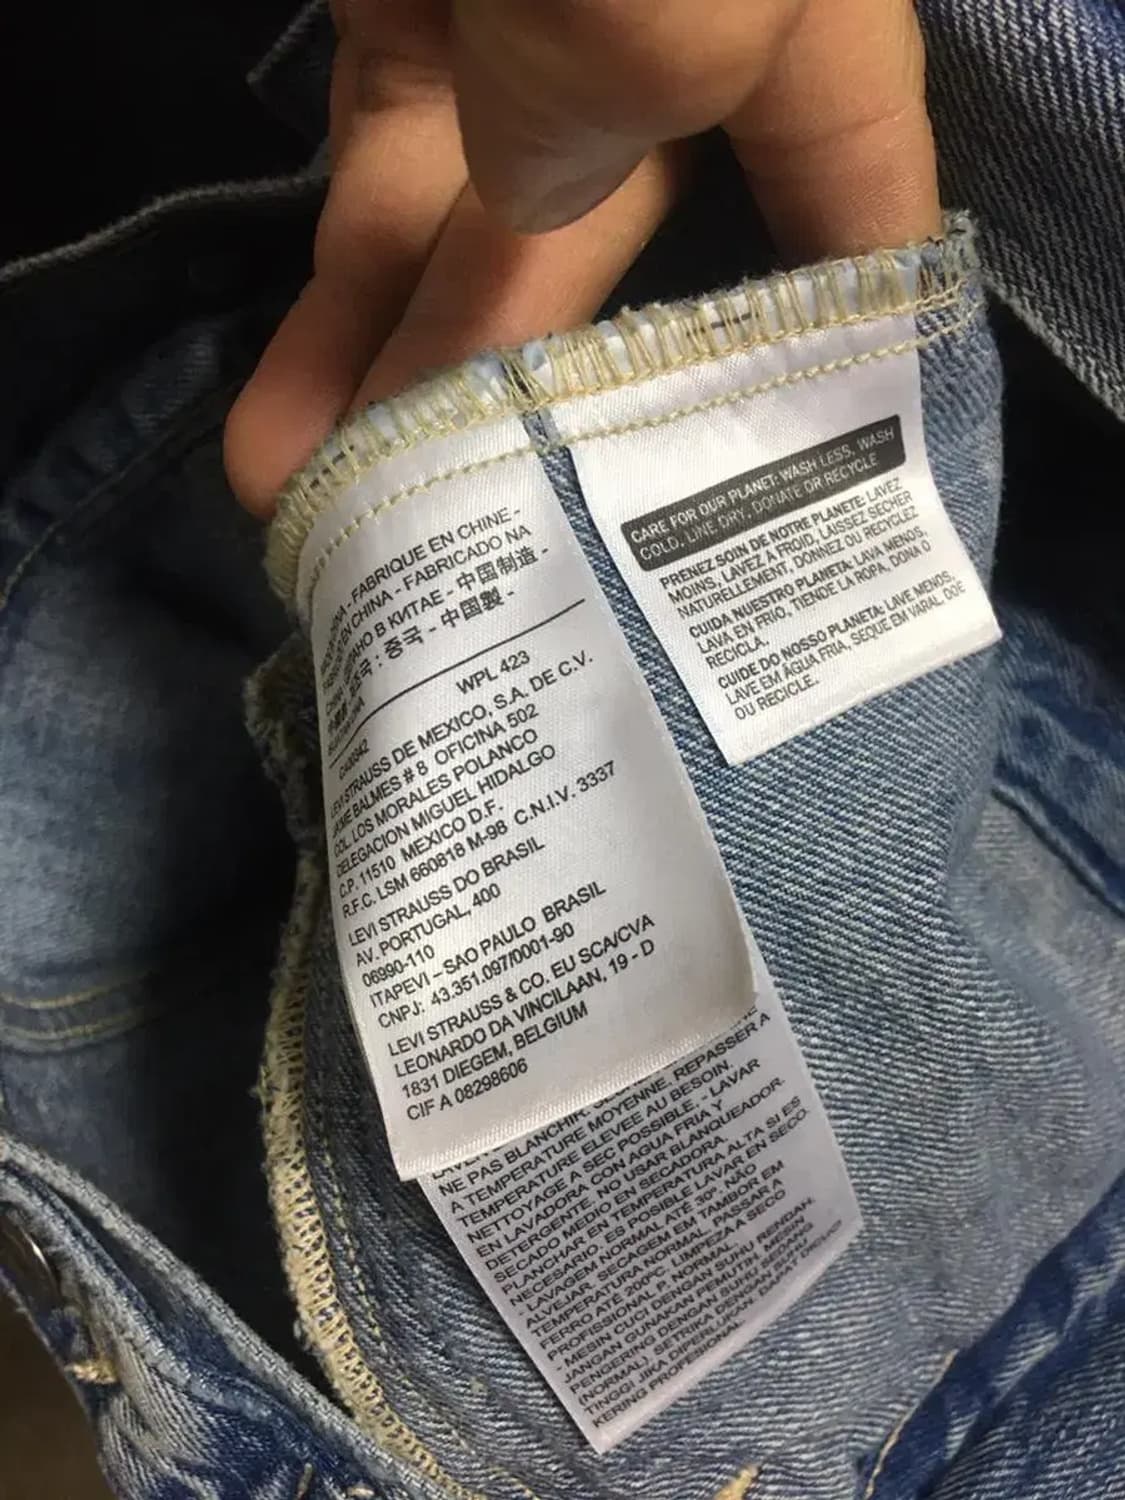 - FABRIQUE EN CHINE -
EN CHINA - FABRICADO NA
В КИТАЕ - 中国制造 -
: 중국 - 中国製 -
WPL 423
CA00342
LEVI STRAUSS DE MEXICO, S.A. DE C.V.
JAIME BALMES # 8 OFICINA 502
COL. LOS MORALES POLANCO
DELEGACION MIGUEL HIDALGO
C.P. 11510 MEXICO D.F.
R.F.C. LSM 660818 M-98 C.N.I.V. 3337
LEVI STRAUSS DO BRASIL
AV. PORTUGAL, 400
06990-110
ITAPEVI – SAO PAULO BRASIL
CNPJ: 43.351.097/0001-90
LEVI STRAUSS & CO. EU SCA/CVA
LEONARDO DA VINCILAAN, 19 - D
1831 DIEGEM, BELGIUM
CIF A 08298606
CARE FOR OUR PLANET: WASH LESS, WASH
COLD, LINE DRY, DONATE OR RECYCLE
PRENEZ SOIN DE NOTRE PLANETE: LAVEZ
MOINS, LAVEZ A FROID, LAISSEZ SECHER
NATURELLEMENT, DONNEZ OU RECYCLEZ
CUIDA NUESTRO PLANETA: LAVA MENOS,
LAVA EN FRIO, TIENDE LA ROPA, DONA O
RECICLA.
CUIDE DO NOSSO PLANETA: LAVE MENOS,
LAVE EM ÁGUA FRIA, SEQUE EM VARAL, DOE
OU RECICLE.
NE PAS BLANCHIR.
A TEMPERATURE MOYENNE. REPASSER A
TEMPERATURE ELEVEE AU BESOIN.
NETTOYAGE A SEC POSSIBLE. - LAVAR
EN LAVADORA CON AGUA FRIA Y
DETERGENTE. NO USAR BLANQUEADOR.
SECADO MEDIO EN SECADORA.
PLANCHAR EN TEMPERATURA ALTA SI ES
NECESARIO. ES POSIBLE LAVAR EN SECO.
- LAVAGEM NORMAL ATÉ 30°. NÃO
ALVEJAR. SECAGEM EM TAMBOR EM
TEMPERATURA NORMAL. PASSAR A
FERRO ATÉ 200°C. LIMPEZA A SECO
PROFISSIONAL P. NORMAL.
- MESIN CUCI DENGAN SUHU RENDAH.
JANGAN GUNAKAN PEMUTIH. MESIN
PENGERING DENGAN SUHU SEDANG
(NORMAL). SETRIKA DENGAN SUHU
TINGGI JIKA DIPERLUKAN. DAPAT DICUCI
KERING PROFESIONAL.